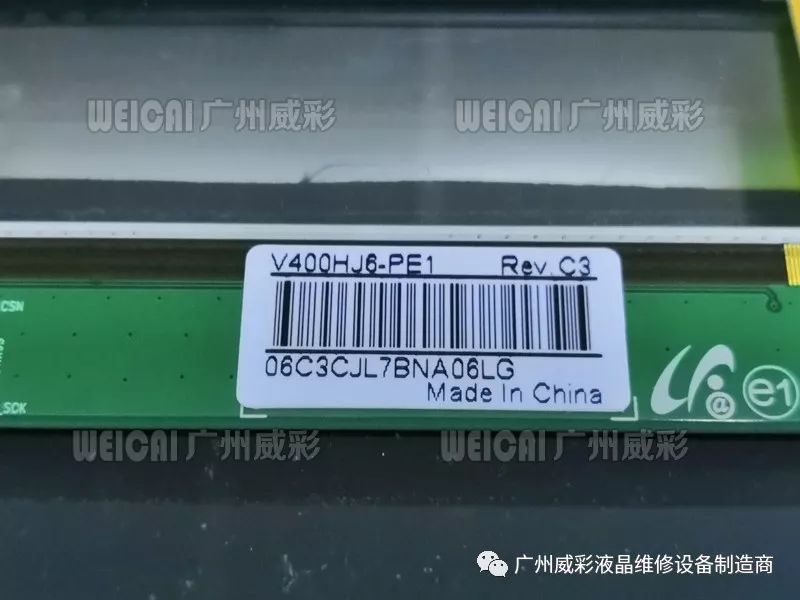 WEICAI 广州威彩
WEICAI 广州威彩
V400HJ6-PE1 Rev. C3
CSN
06C3CJL7BNA06LG
Made In China
@ e1
SCK
WEICAI 广州威彩
WEICAI 广州威彩
广州威彩液晶维修设备制造商